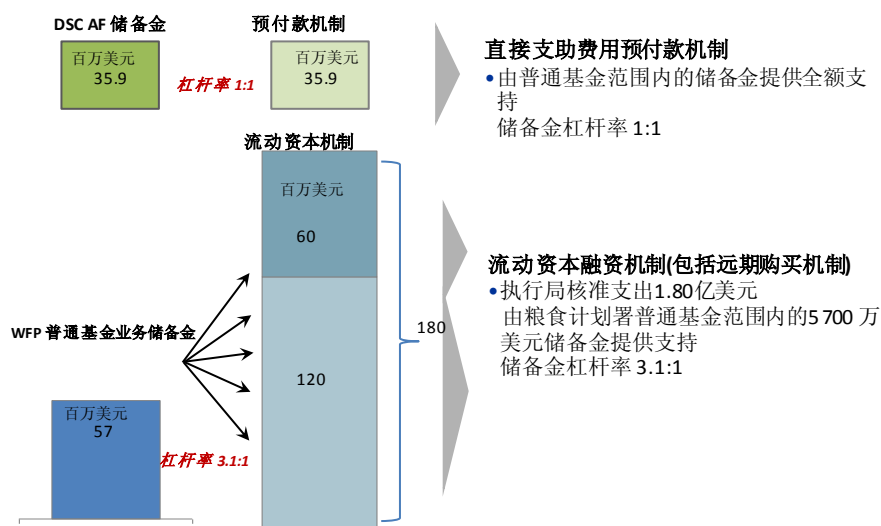 DSC AF 储备金
预付款机制
百万美元
35.9
杠杆率 1:1
百万美元
35.9
直接支助费用预付款机制
•由普通基金范围内的储备金提供全额支
持
储备金杠杆率 1:1
流动资本机制
百万美元
60
120
180
WFP 普通基金业务储备金
百万美元
57
杠杆率 3.1:1
流动资本融资机制(包括远期购买机制)
•执行局核准支出1.80亿美元
由粮食计划署普通基金范围内的5 700 万
美元储备金提供支持
储备金杠杆率 3.1:1